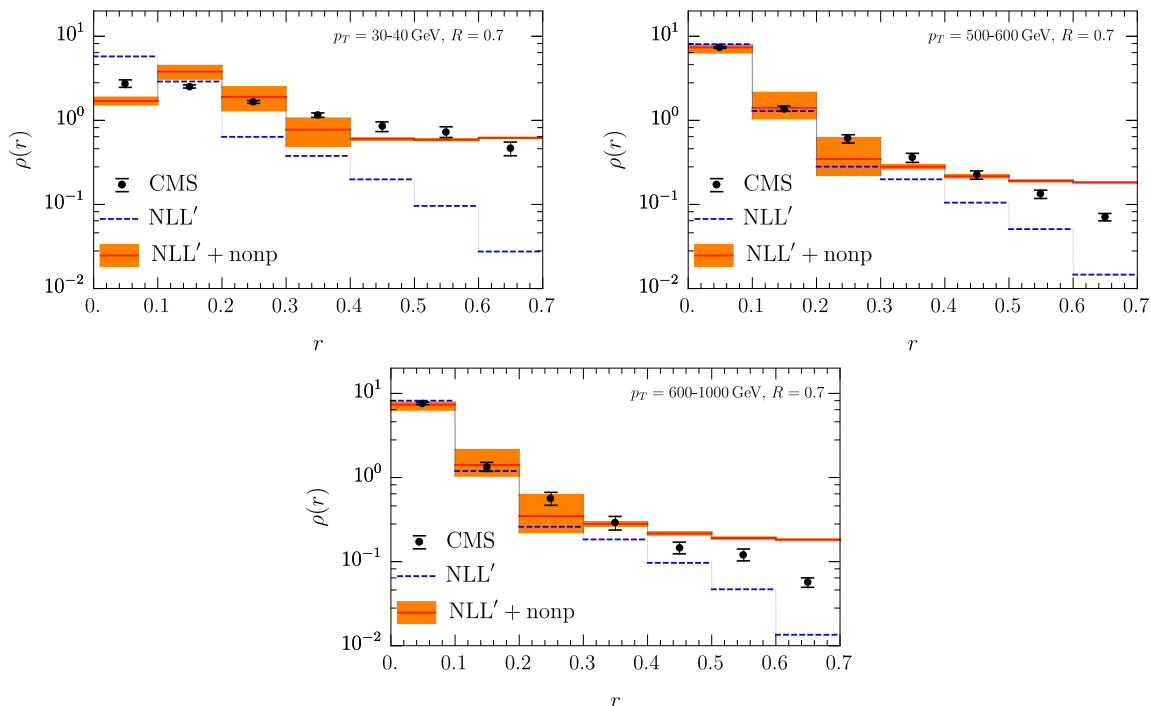 p_T = 30-40 GeV, R = 0.7
10^1
10^0
10^{-1}
10^{-2}
ρ(r)
CMS
NLL′
NLL′ + nonp
0. 0.1 0.2 0.3 0.4 0.5 0.6 0.7
r
p_T = 500-600 GeV, R = 0.7
10^1
10^0
10^{-1}
10^{-2}
ρ(r)
CMS
NLL′
NLL′ + nonp
0. 0.1 0.2 0.3 0.4 0.5 0.6 0.7
r
p_T = 600-1000 GeV, R = 0.7
10^1
10^0
10^{-1}
10^{-2}
ρ(r)
CMS
NLL′
NLL′ + nonp
0. 0.1 0.2 0.3 0.4 0.5 0.6 0.7
r